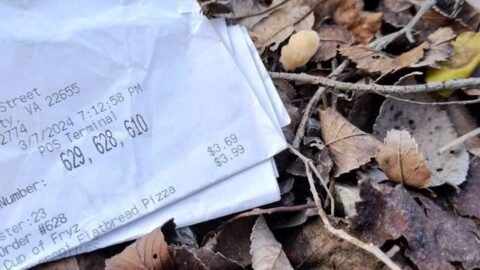 Street
ty, VA 22655
2774 3/7/2024 7:12:58 PM
POS Terminal
629, 628, 610
Number:
$3.69
$3.99
ster:23
Order #628
Cup of Fryz
Flatbread Pizza